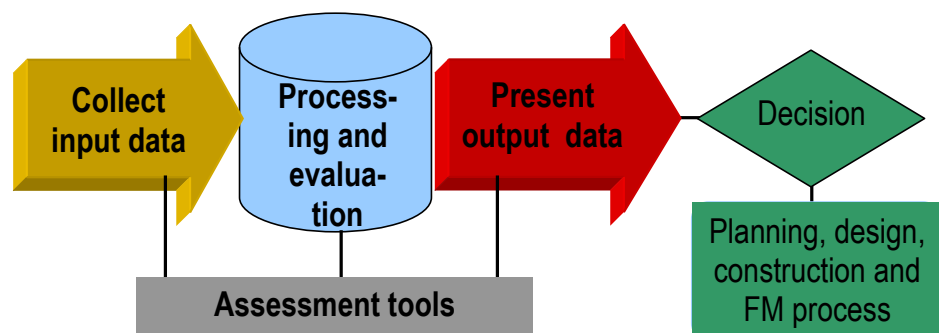 Collect
input data
Process-
ing and
evalua-
tion
Present
output data
Decision
Planning, design,
construction and
FM process
Assessment tools